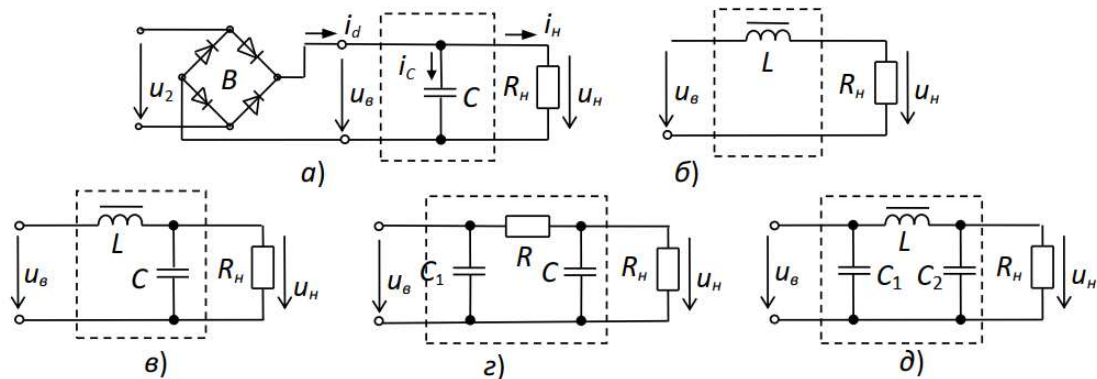 i_d i_н
u_2 B u_в i_C C R_н u_н
а)
u_в L R_н u_н
б)
u_в L C R_н u_н
в)
u_в C_1 R C R_н u_н
г)
u_в C_1 L C_2 R_н u_н
д)